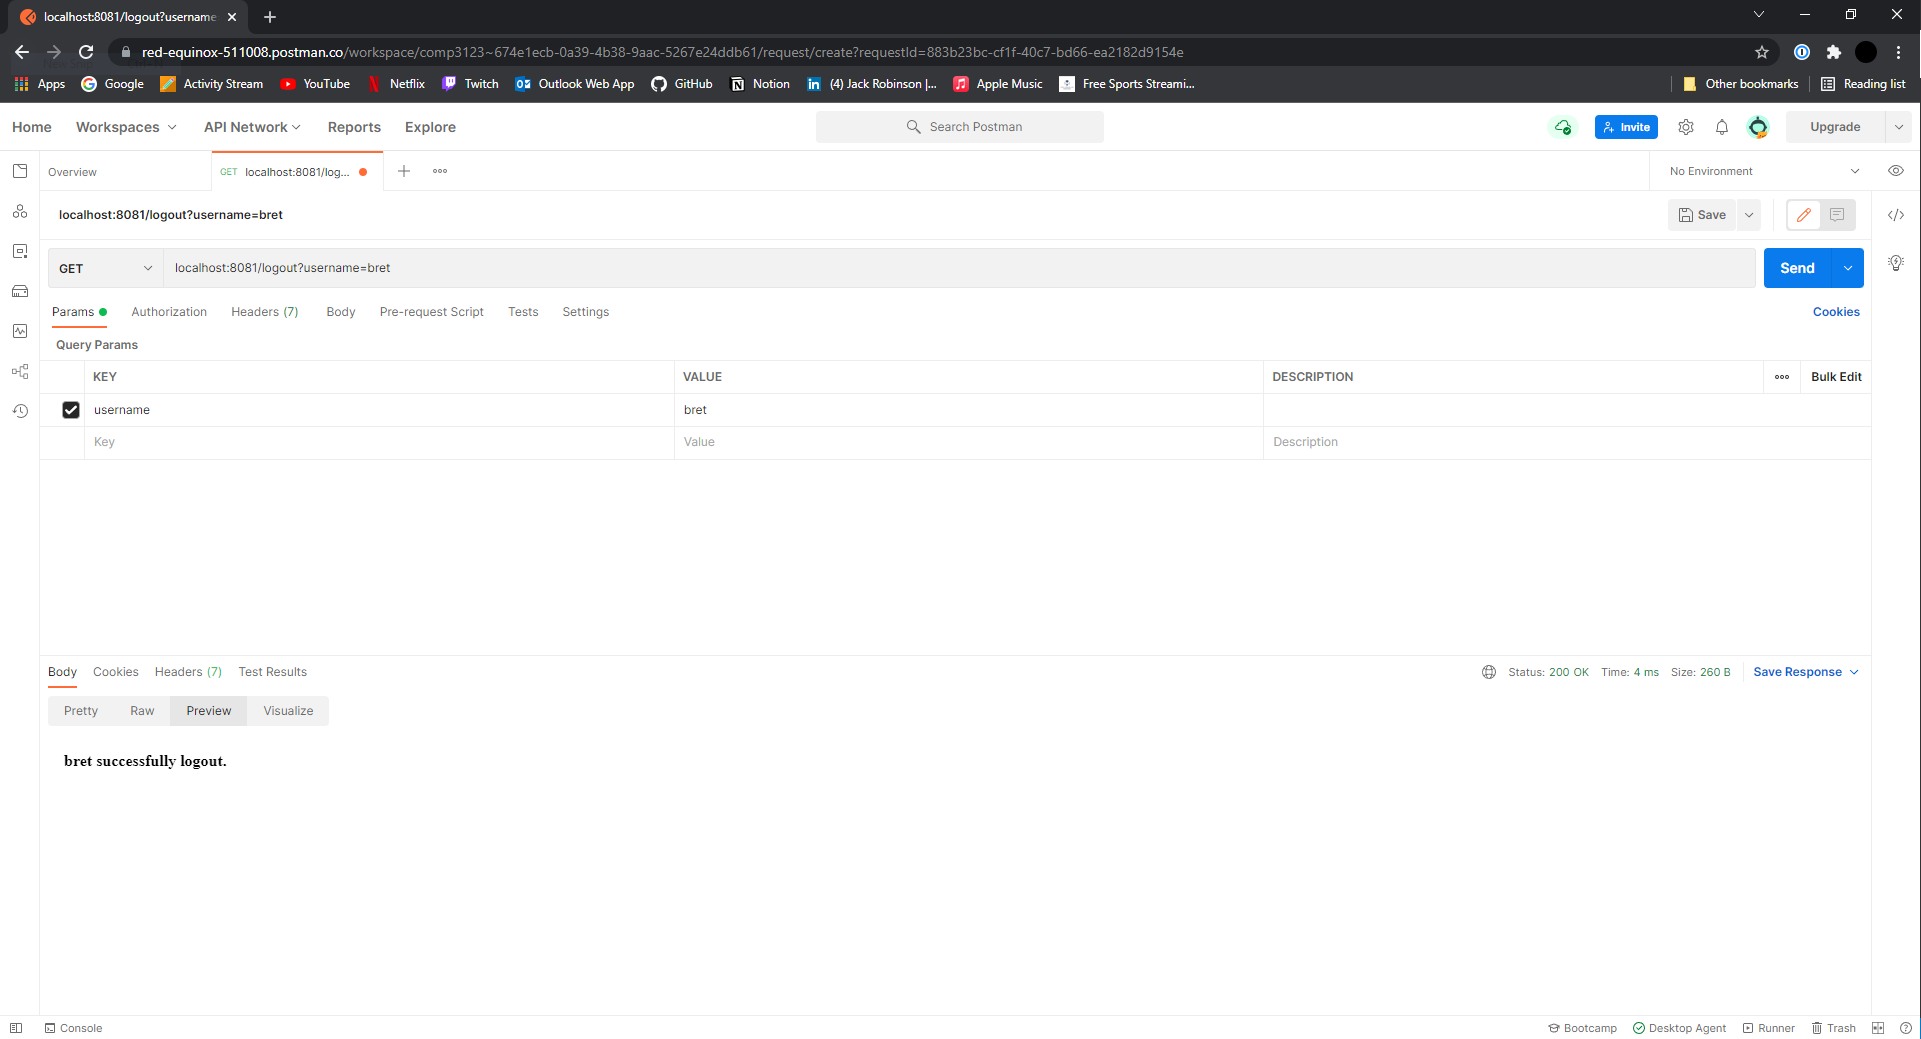 localhost:8081/logout?username
red-equinox-511008.postman.co/workspace/comp3123~674e1ecb-0a39-4b38-9aac-5267e24ddb61/request/create?requestId=883b23bc-cf1f-40c7-bd66-ea2182d9154e
Apps Google Activity Stream YouTube Netflix Twitch Outlook Web App GitHub Notion (4) Jack Robinson |... Apple Music Free Sports Streami... Other bookmarks Reading list
Home Workspaces API Network Reports Explore Search Postman Invite Upgrade
Overview GET localhost:8081/log... No Environment
localhost:8081/logout?username=bret Save
GET localhost:8081/logout?username=bret Send
Params Authorization Headers (7) Body Pre-request Script Tests Settings Cookies
Query Params
KEY VALUE DESCRIPTION Bulk Edit
username bret
Key Value Description
Body Cookies Headers (7) Test Results Status: 200 OK Time: 4 ms Size: 260 B Save Response
Pretty Raw Preview Visualize
bret successfully logout.
Console Bootcamp Desktop Agent Runner Trash